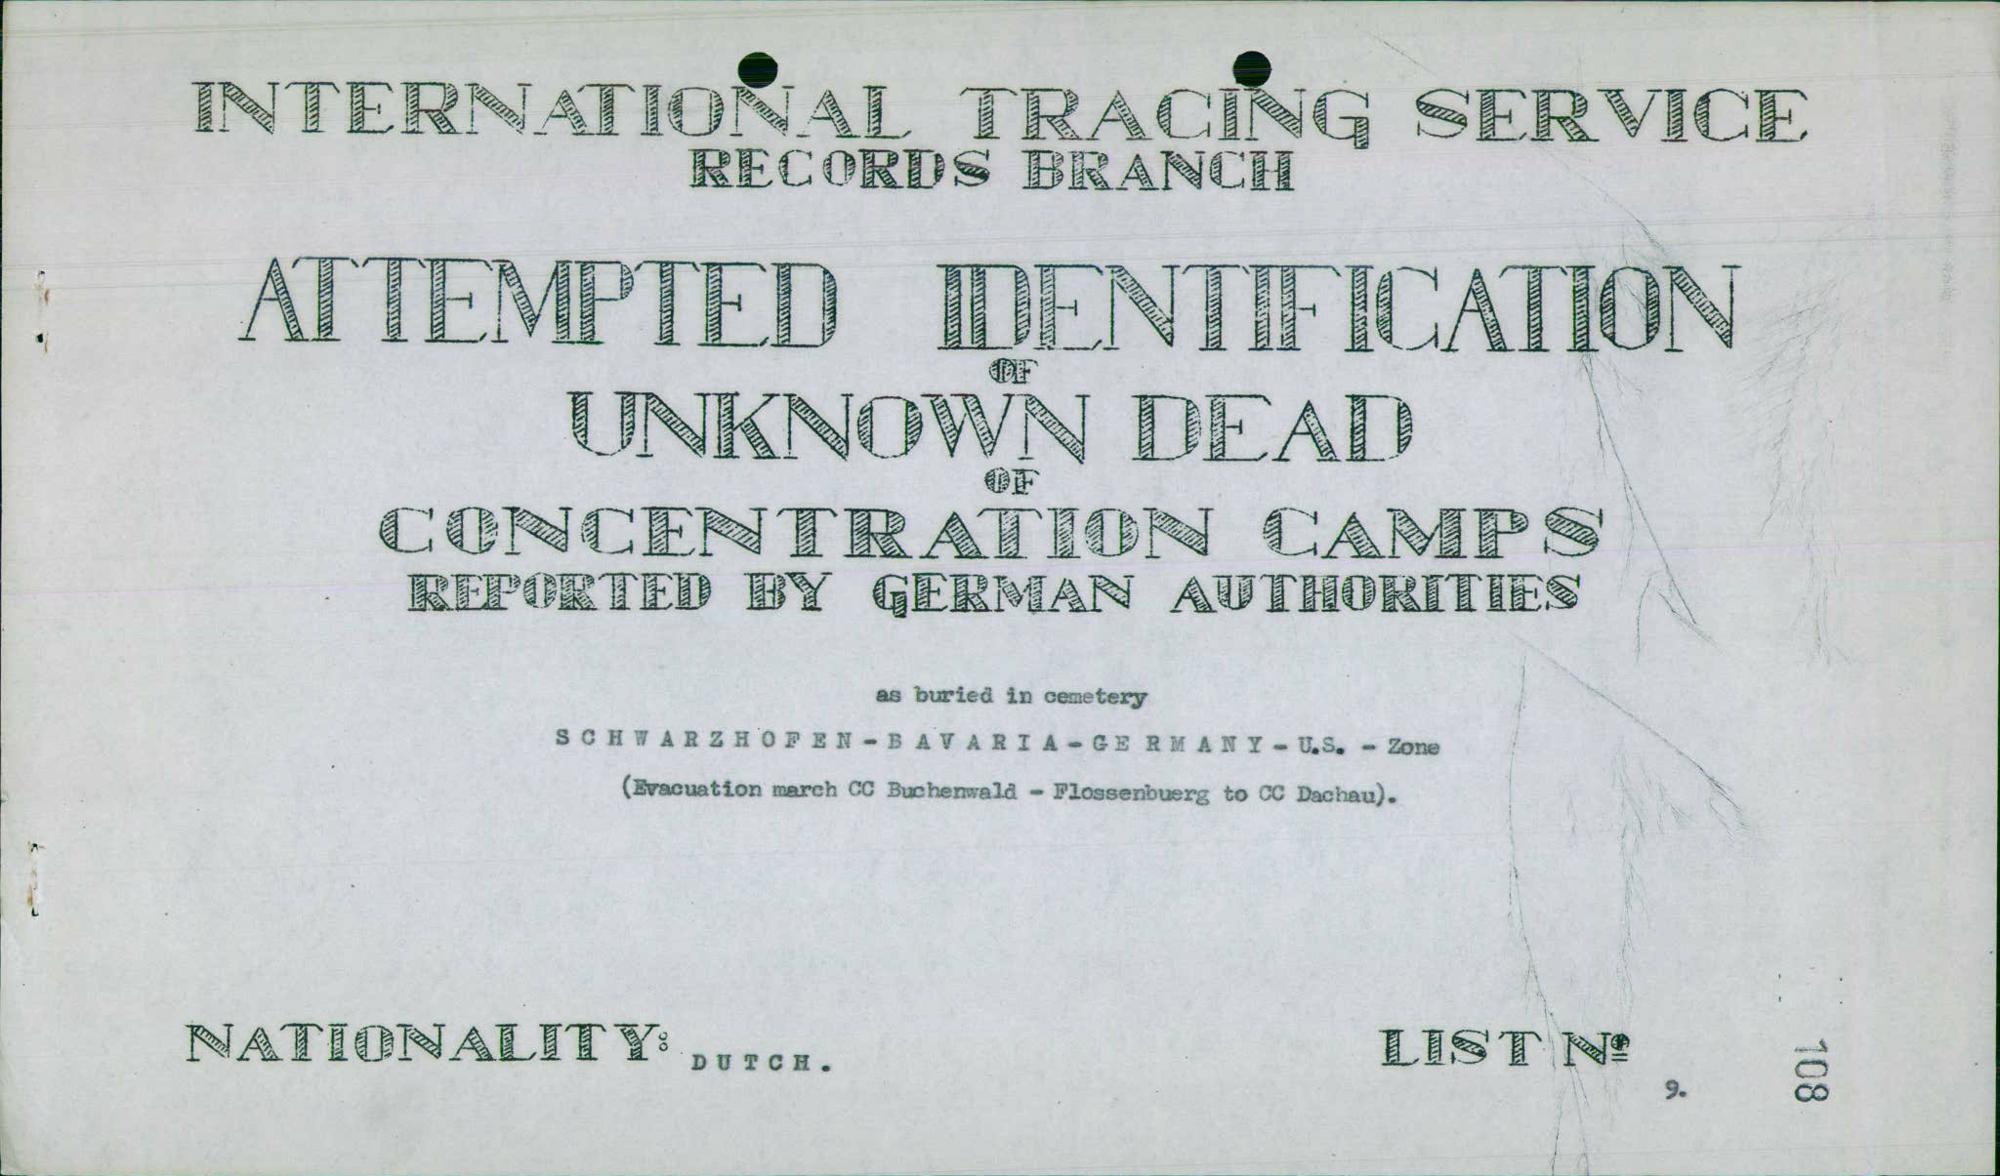 INTERNATIONAL TRACING SERVICE
RECORDS BRANCH
ATTEMPTED IDENTIFICATION
OF
UNKNOWN DEAD
OF
CONCENTRATION CAMPS
REPORTED BY GERMAN AUTHORITIES
as buried in cemetery
SCHWARZHOFEN-BAVARIA-GERMANY-U.S. - Zone
(Evacuation march CC Buchenwald - Flossenbuerg to CC Dachau).
NATIONALITY: DUTCH.
LIST Nº 9.
108